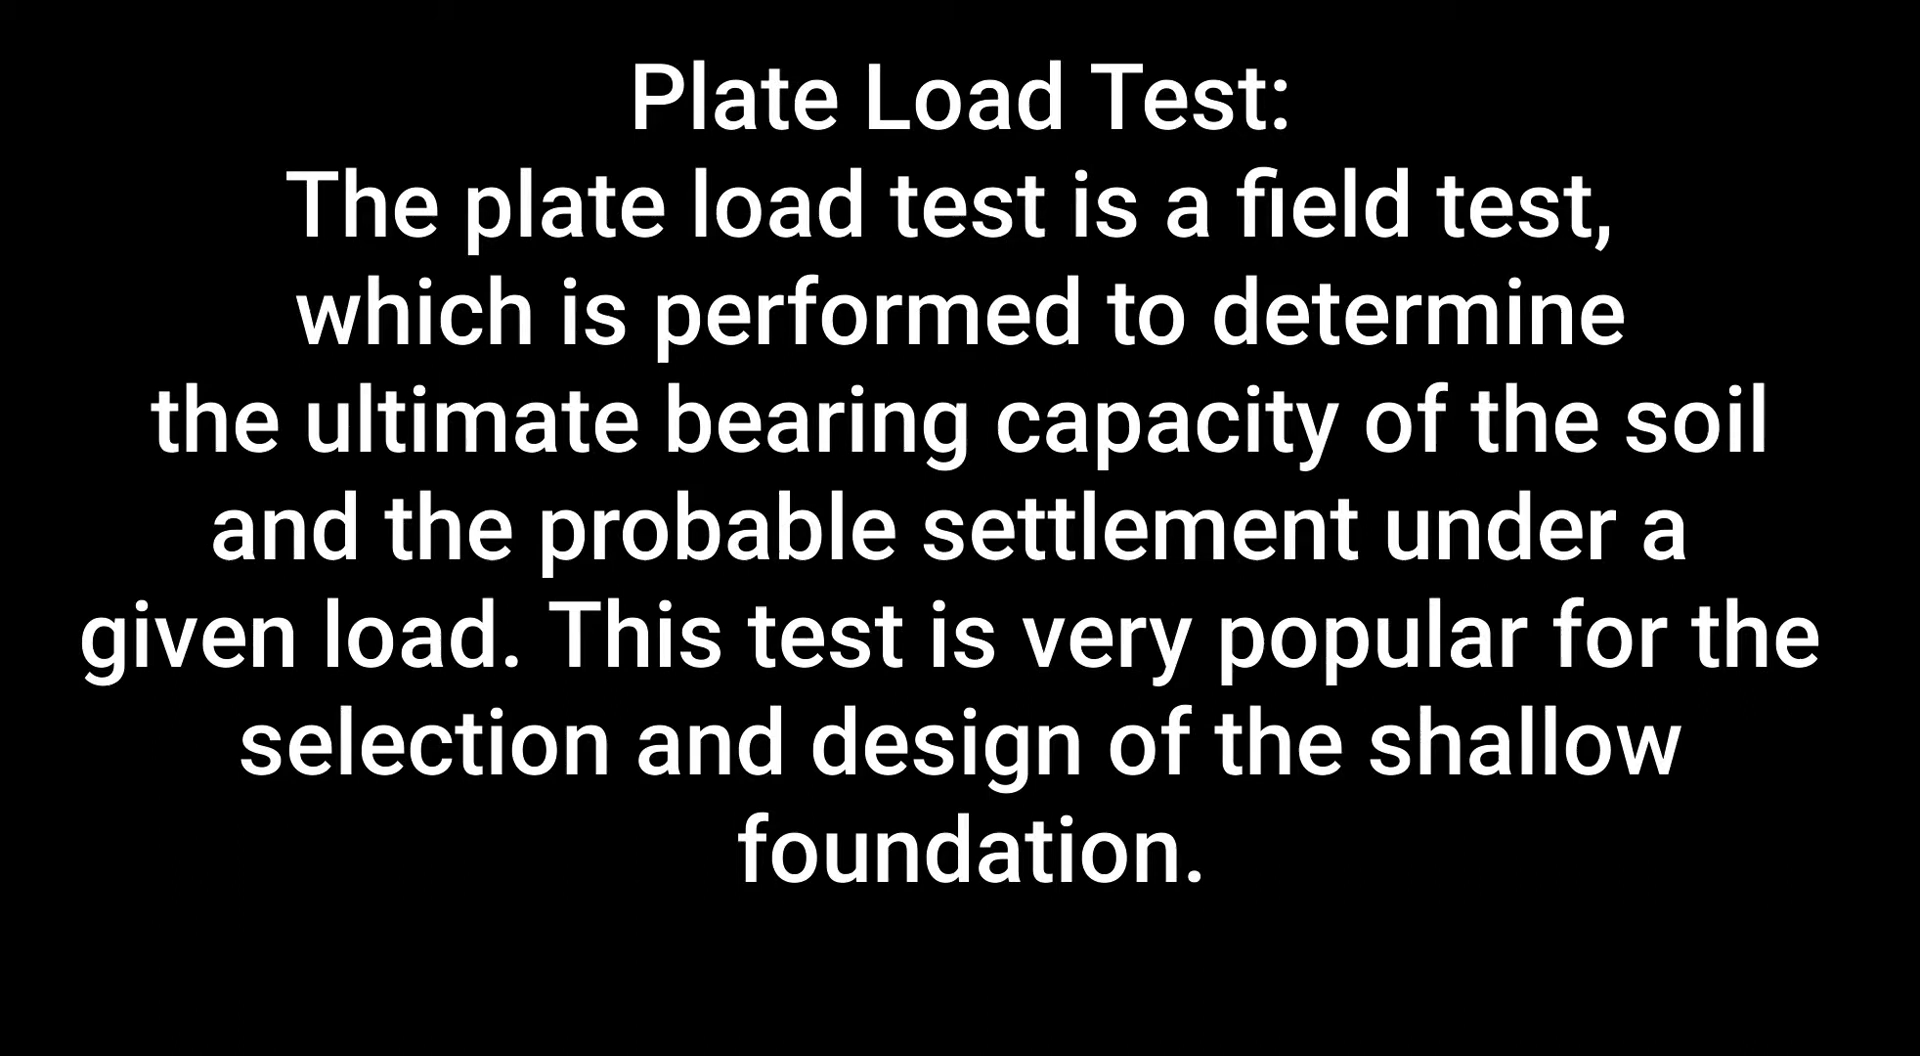 Plate Load Test:
The plate load test is a field test,
which is performed to determine
the ultimate bearing capacity of the soil
and the probable settlement under a
given load. This test is very popular for the
selection and design of the shallow
foundation.